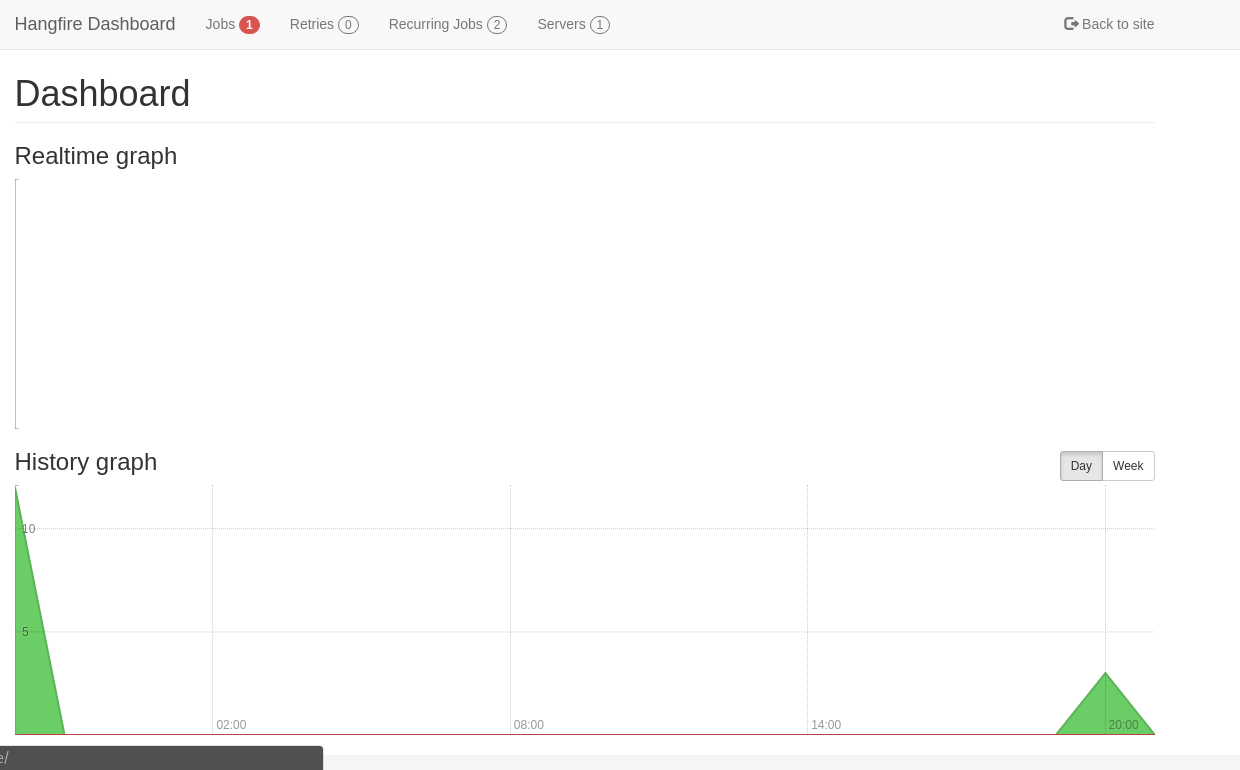 Hangfire Dashboard Jobs 1 Retries 0 Recurring Jobs 2 Servers 1 Back to site
Dashboard
Realtime graph
History graph Day Week
10
5
02:00 08:00 14:00 20:00
e/